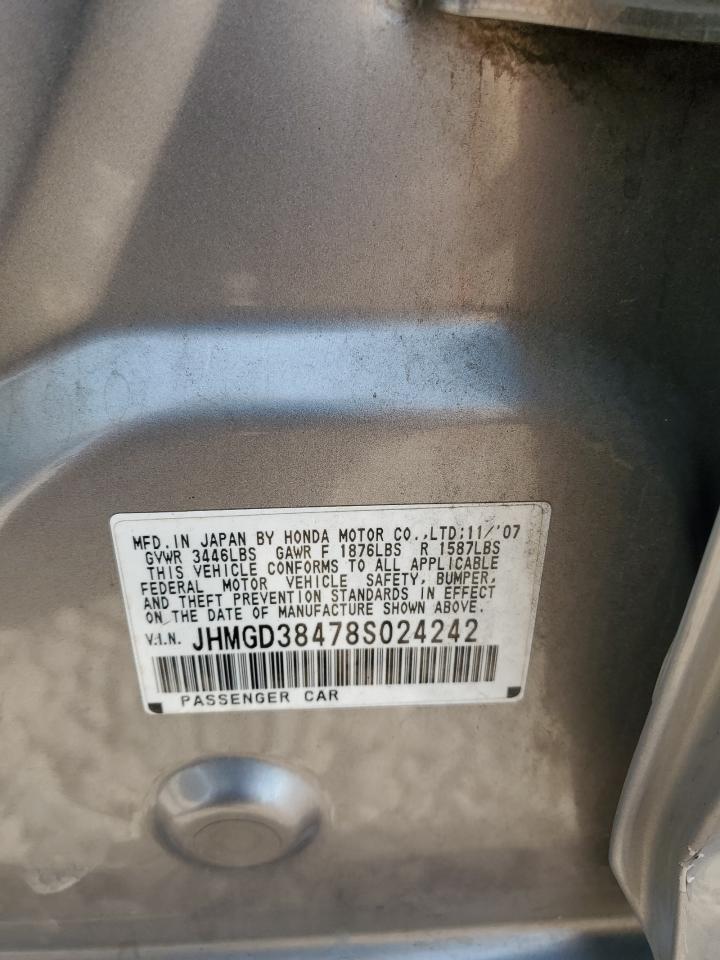 MFD. IN JAPAN BY HONDA MOTOR CO.,LTD:11/'07
GVWR 3446LBS GAWR F 1876LBS R 1587LBS
THIS VEHICLE CONFORMS TO ALL APPLICABLE
FEDERAL MOTOR VEHICLE SAFETY, BUMPER,
AND THEFT PREVENTION STANDARDS IN EFFECT
ON THE DATE OF MANUFACTURE SHOWN ABOVE.
V.I.N. JHMGD38478S024242
PASSENGER CAR